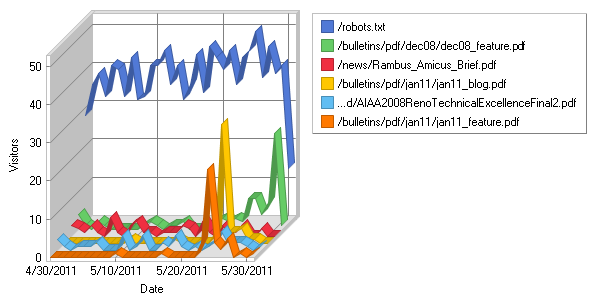 50
40
30
20
10
0
Visitors
4/30/2011 5/10/2011 5/20/2011 5/30/2011
Date
/robots.txt
/bulletins/pdf/dec08/dec08_feature.pdf
/news/Rambus_Amicus_Brief.pdf
/bulletins/pdf/jan11/jan11_blog.pdf
...d/AIAA2008RenoTechnicalExcellenceFinal2.pdf
/bulletins/pdf/jan11/jan11_feature.pdf